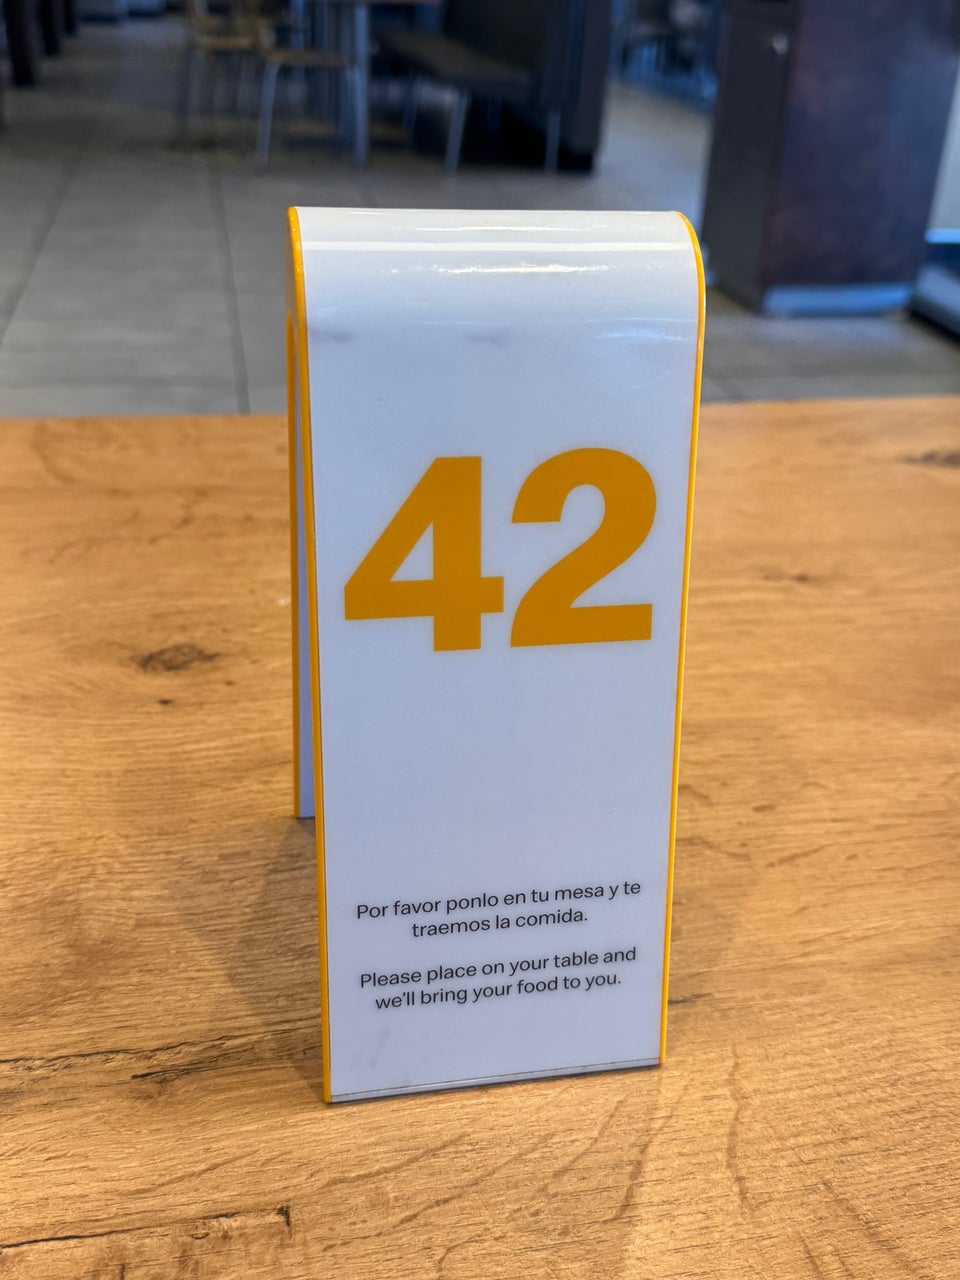 42
Por favor ponlo en tu mesa y te
traemos la comida.
Please place on your table and
we'll bring your food to you.